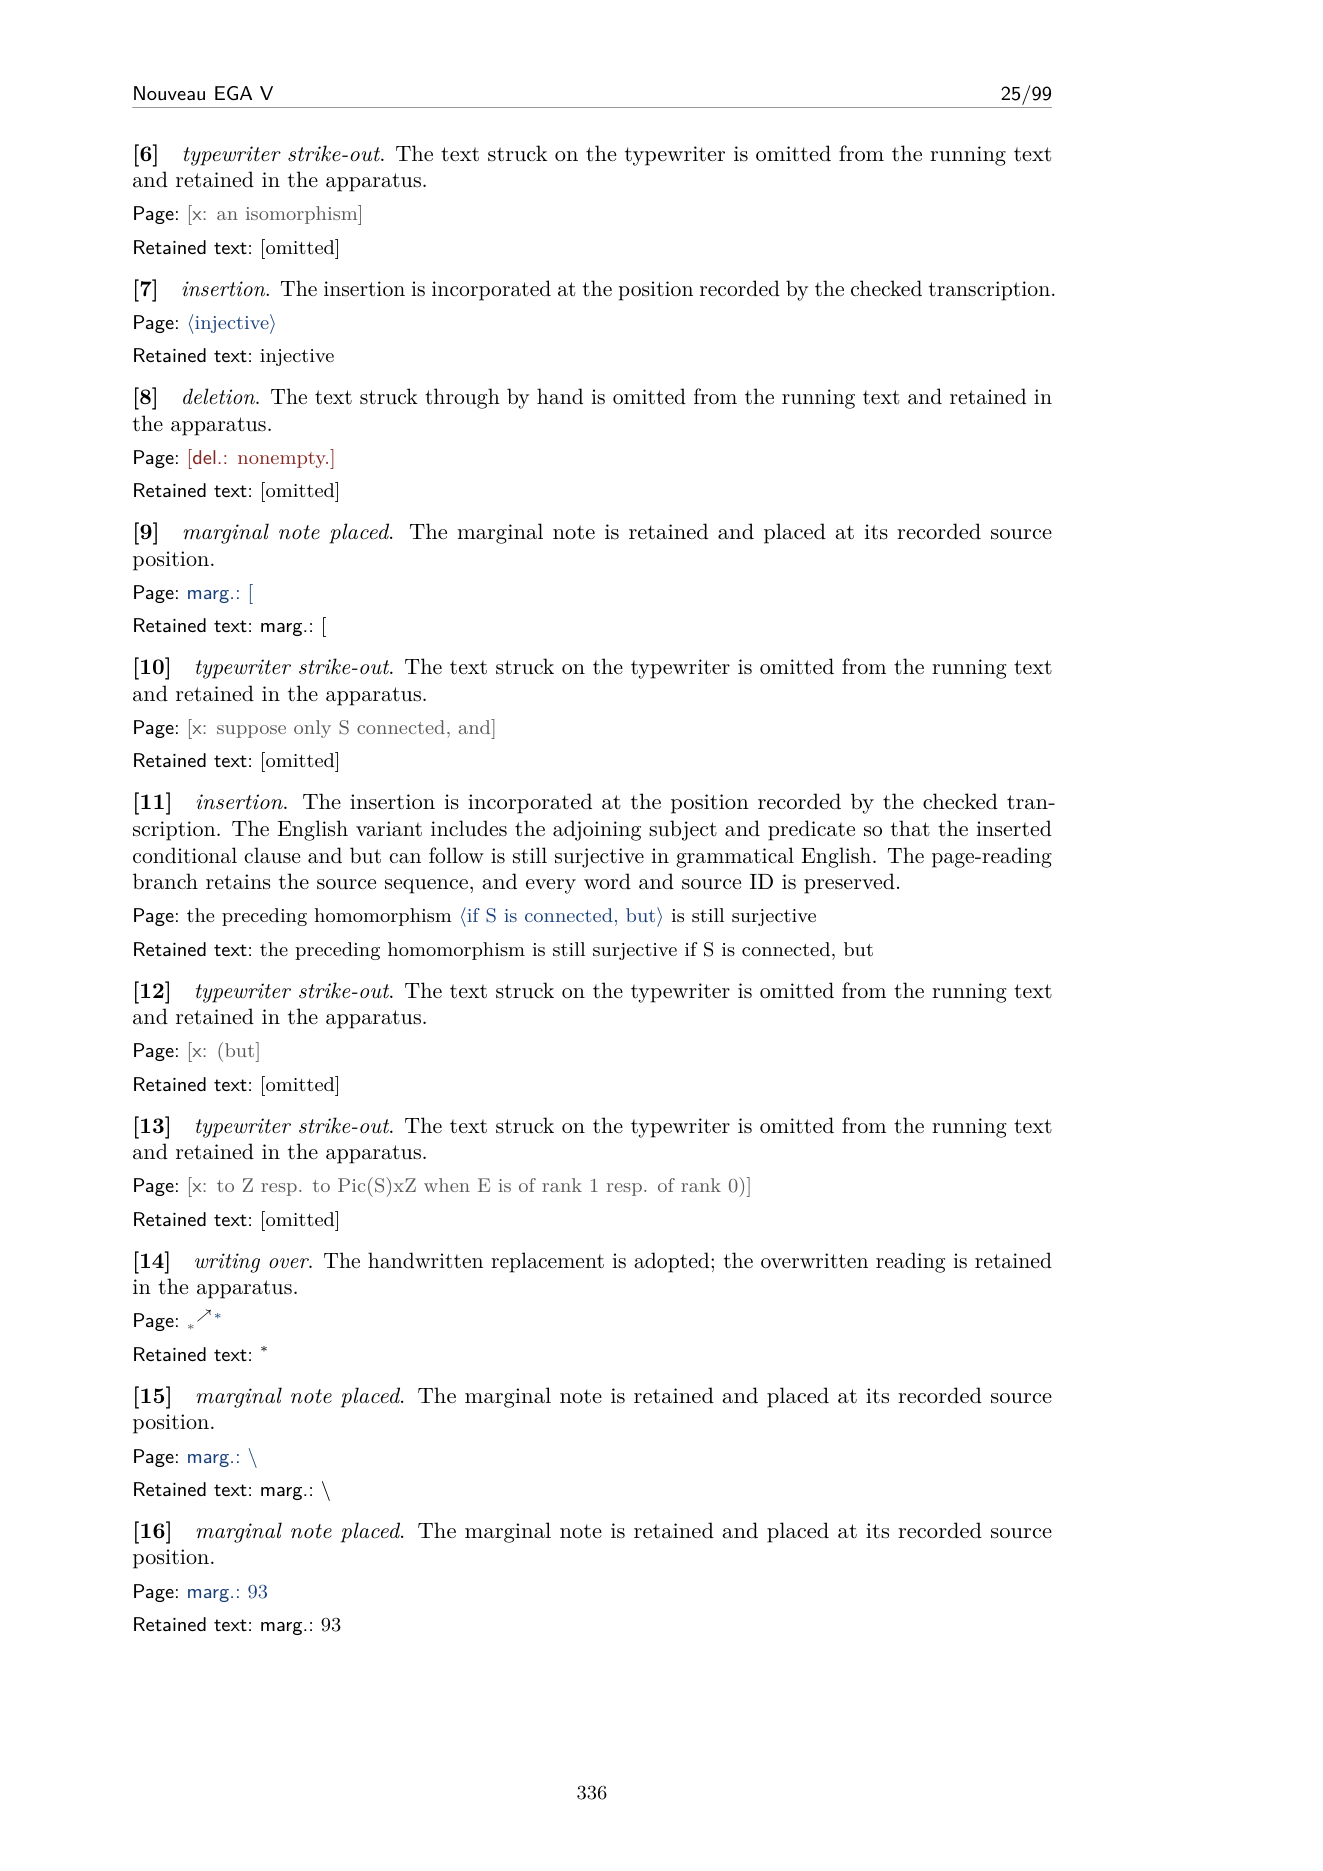 Nouveau EGA V 25/99
[6] typewriter strike-out. The text struck on the typewriter is omitted from the running text
and retained in the apparatus.
Page: [x: an isomorphism]
Retained text: [omitted]
[7] insertion. The insertion is incorporated at the position recorded by the checked transcription.
Page: ⟨injective⟩
Retained text: injective
[8] deletion. The text struck through by hand is omitted from the running text and retained in
the apparatus.
Page: [del.: nonempty.]
Retained text: [omitted]
[9] marginal note placed. The marginal note is retained and placed at its recorded source
position.
Page: marg.: [
Retained text: marg.: [
[10] typewriter strike-out. The text struck on the typewriter is omitted from the running text
and retained in the apparatus.
Page: [x: suppose only S connected, and]
Retained text: [omitted]
[11] insertion. The insertion is incorporated at the position recorded by the checked tran-
scription. The English variant includes the adjoining subject and predicate so that the inserted
conditional clause and but can follow is still surjective in grammatical English. The page-reading
branch retains the source sequence, and every word and source ID is preserved.
Page: the preceding homomorphism ⟨if S is connected, but⟩ is still surjective
Retained text: the preceding homomorphism is still surjective if S is connected, but
[12] typewriter strike-out. The text struck on the typewriter is omitted from the running text
and retained in the apparatus.
Page: [x: (but]
Retained text: [omitted]
[13] typewriter strike-out. The text struck on the typewriter is omitted from the running text
and retained in the apparatus.
Page: [x: to Z resp. to Pic(S)xZ when E is of rank 1 resp. of rank 0)]
Retained text: [omitted]
[14] writing over. The handwritten replacement is adopted; the overwritten reading is retained
in the apparatus.
Page: *↗*
Retained text: *
[15] marginal note placed. The marginal note is retained and placed at its recorded source
position.
Page: marg.: \
Retained text: marg.: \
[16] marginal note placed. The marginal note is retained and placed at its recorded source
position.
Page: marg.: 93
Retained text: marg.: 93
336